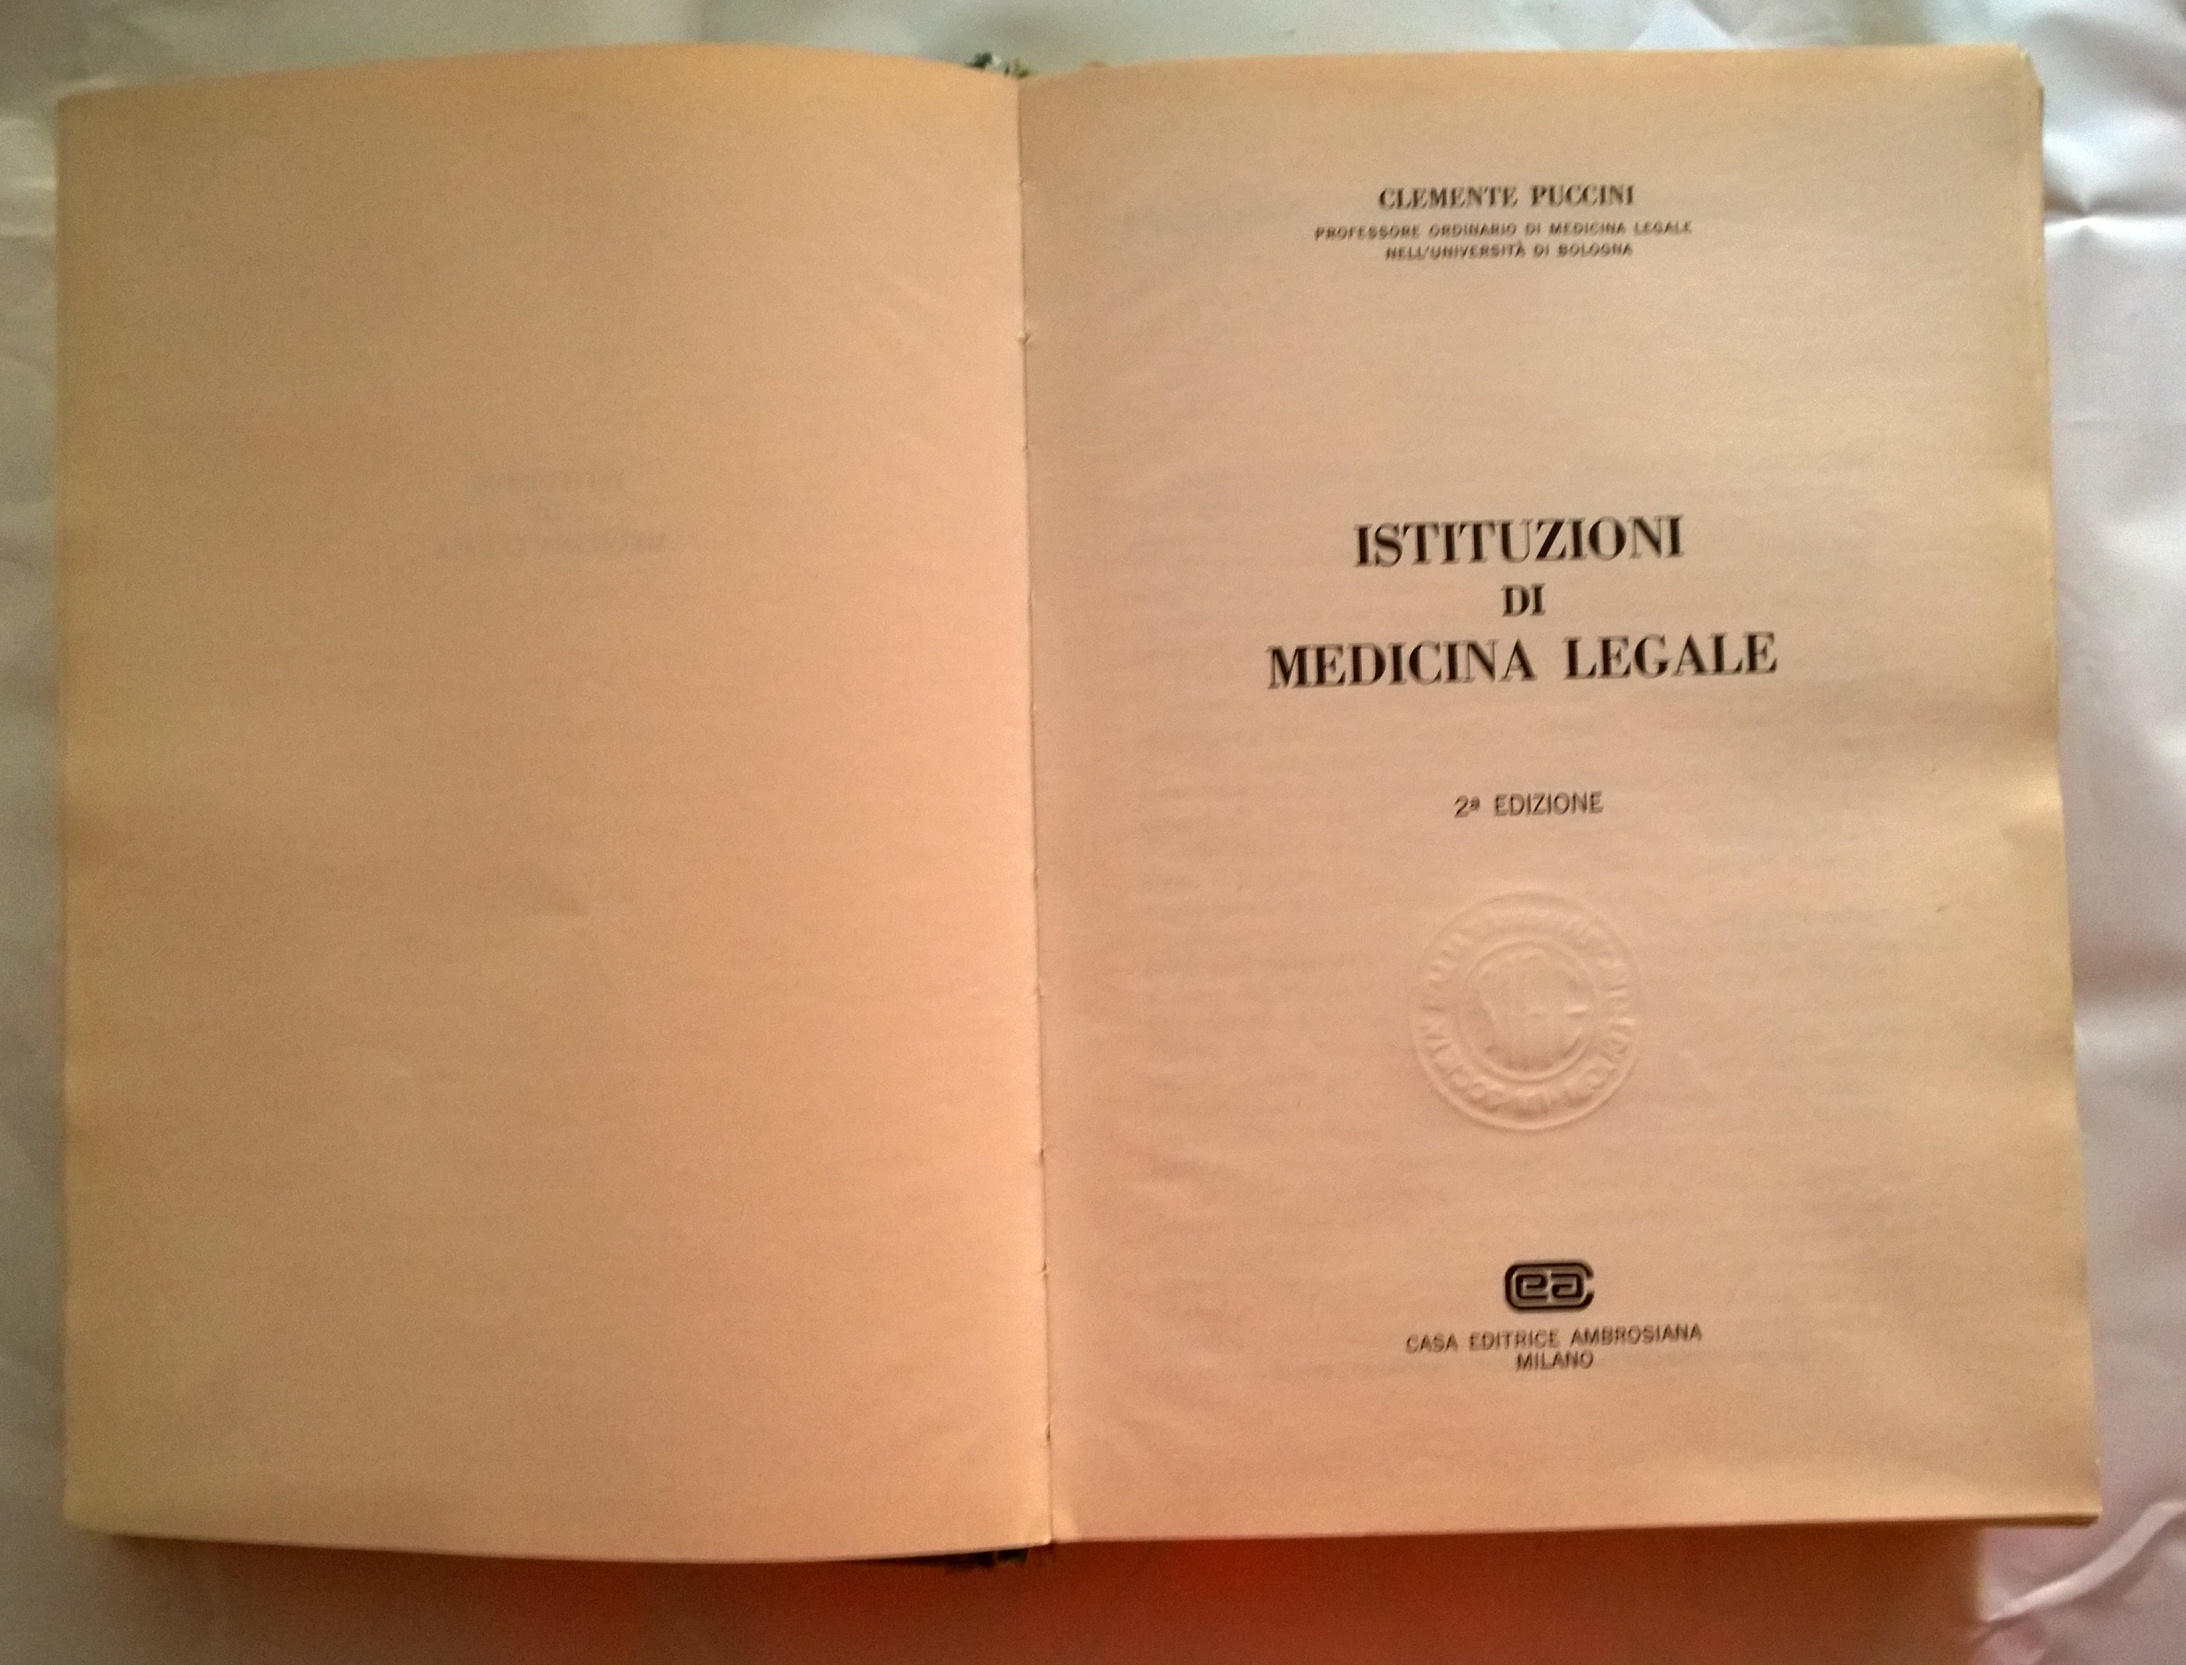 CLEMENTE PUCCINI
PROFESSORE ORDINARIO DI MEDICINA LEGALE
NELL'UNIVERSITÀ DI BOLOGNA
ISTITUZIONI
DI
MEDICINA LEGALE
2ª EDIZIONE
cea
CASA EDITRICE AMBROSIANA
MILANO